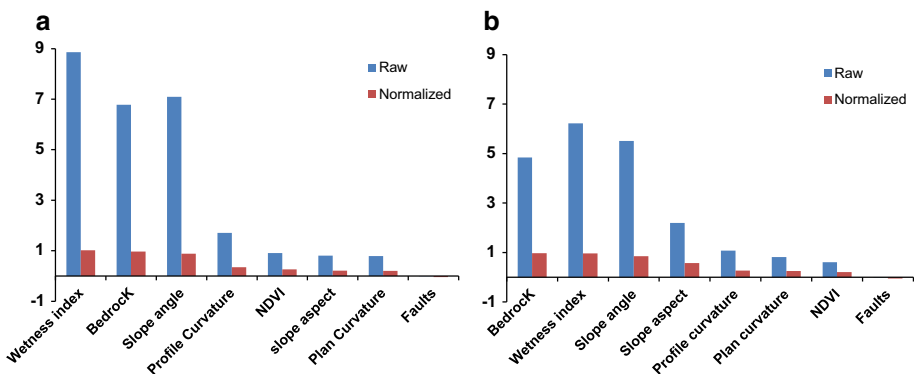 a
9
7
5
3
1
-1
Raw
Normalized
Wetness index
BedrocK
Slope angle
Profile Curvature
NDVI
slope aspect
Plan Curvature
Faults
b
9
7
5
3
1
-1
Raw
Normalized
BedrocK
Wetness index
Slope angle
Slope aspect
Profile curvature
Plan curvature
NDVI
Faults